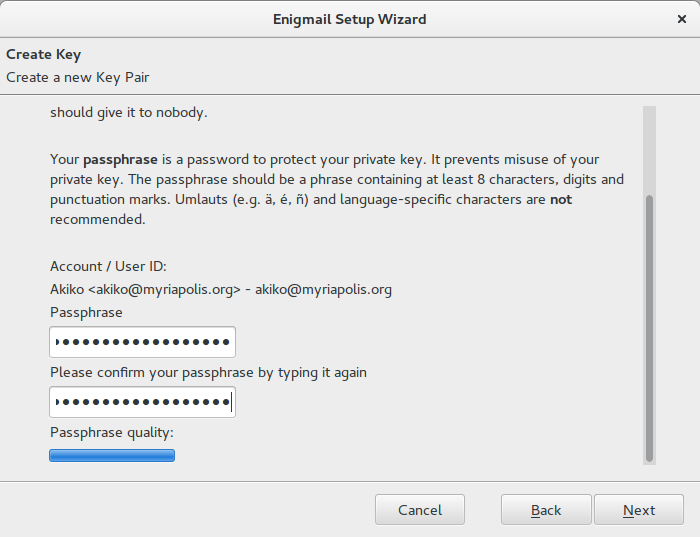 Enigmail Setup Wizard
Create Key
Create a new Key Pair
should give it to nobody.
Your passphrase is a password to protect your private key. It prevents misuse of your
private key. The passphrase should be a phrase containing at least 8 characters, digits and
punctuation marks. Umlauts (e.g. ä, é, ñ) and language-specific characters are not
recommended.
Account / User ID:
Akiko <akiko@myriapolis.org> - akiko@myriapolis.org
Passphrase
Please confirm your passphrase by typing it again
Passphrase quality:
Cancel
Back
Next